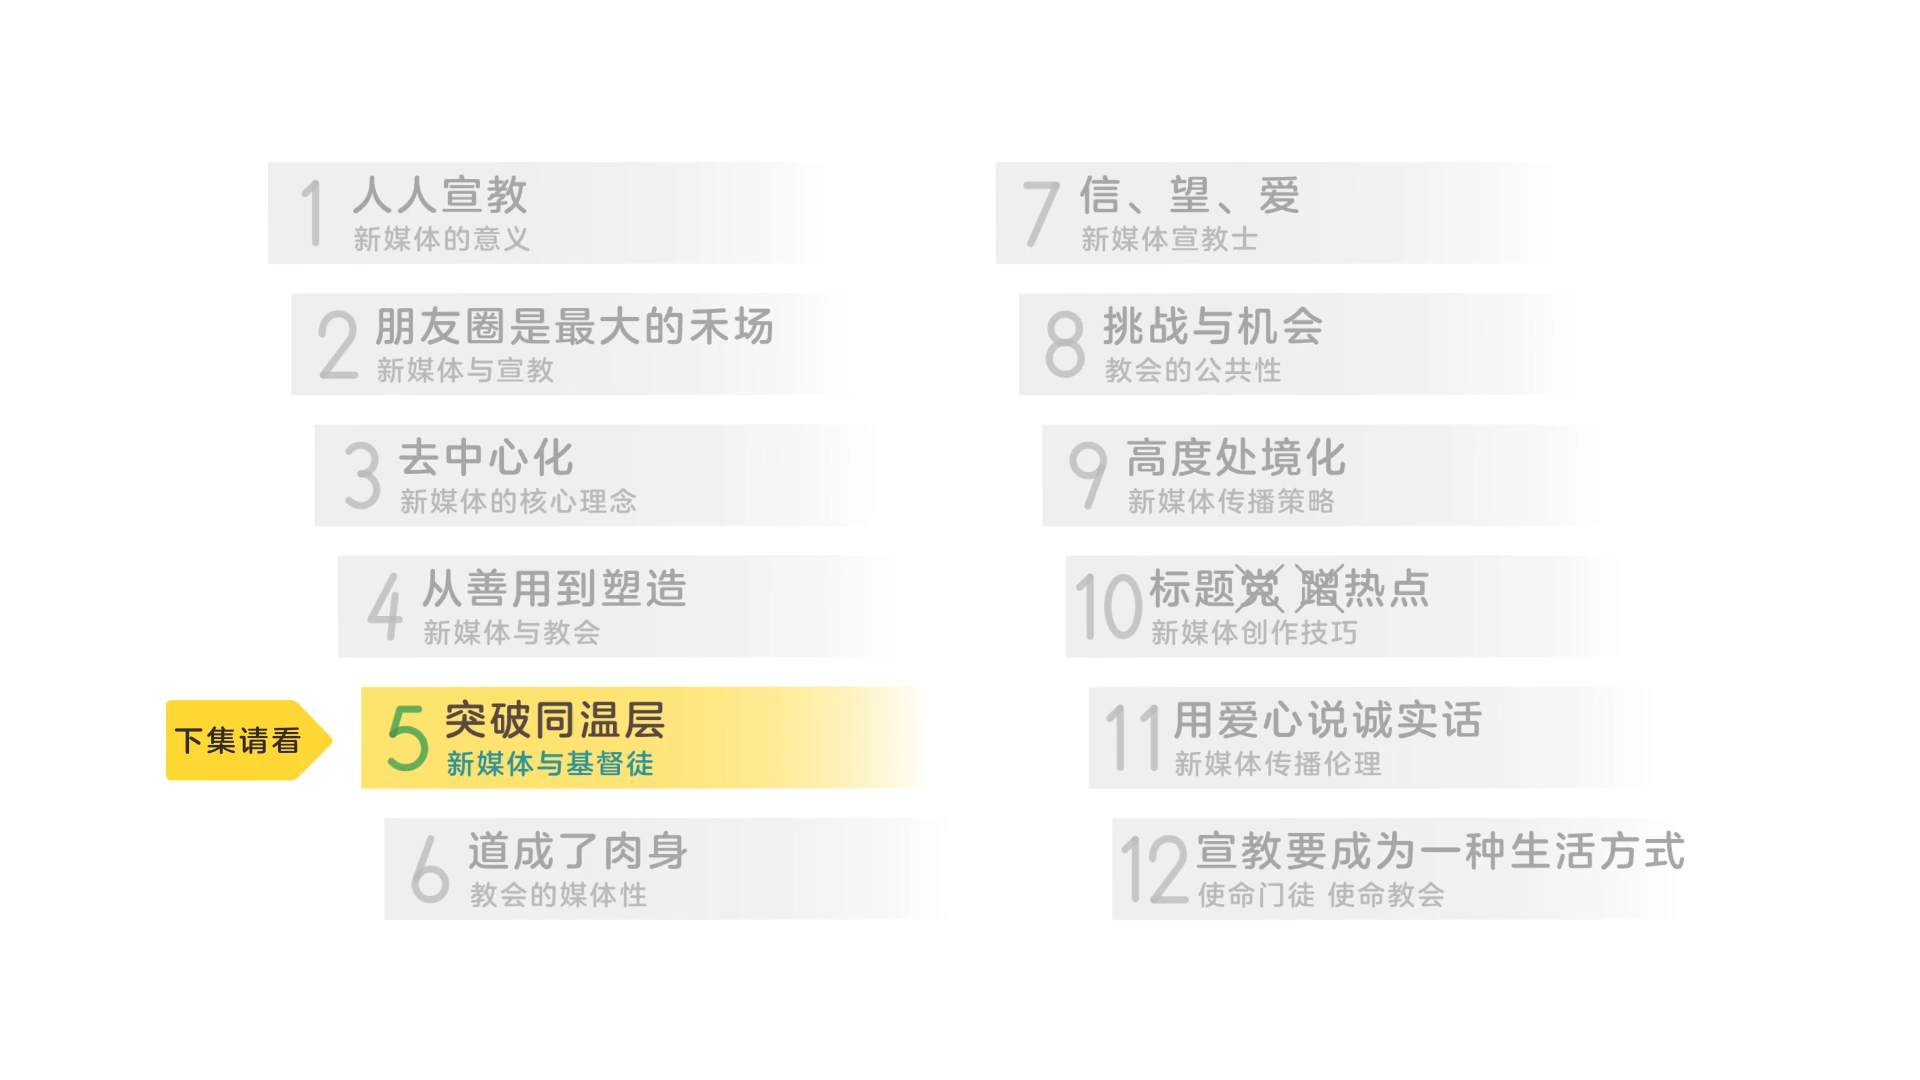 1 人人宣教
新媒体的意义
2 朋友圈是最大的禾场
新媒体与宣教
3 去中心化
新媒体的核心理念
4 从善用到塑造
新媒体与教会
下集请看
5 突破同温层
新媒体与基督徒
6 道成了肉身
教会的媒体性
7 信、望、爱
新媒体宣教士
8 挑战与机会
教会的公共性
9 高度处境化
新媒体传播策略
10 标题党 蹭热点
新媒体创作技巧
11 用爱心说诚实话
新媒体传播伦理
12 宣教要成为一种生活方式
使命门徒 使命教会